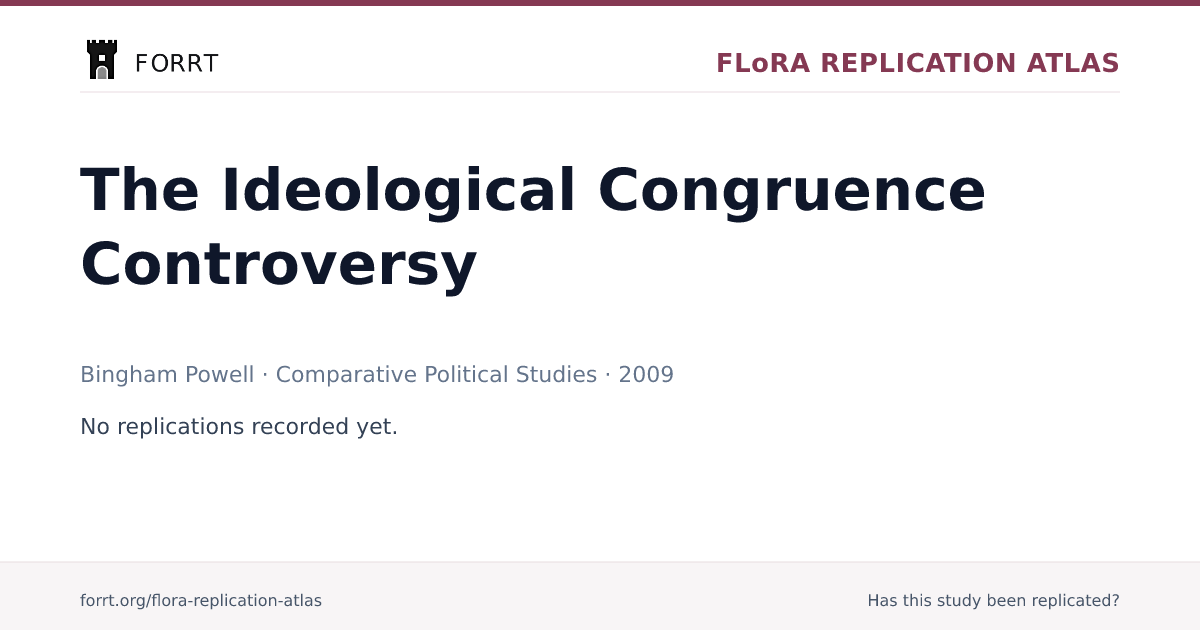 FORRT
FLoRA REPLICATION ATLAS
The Ideological Congruence
Controversy
Bingham Powell · Comparative Political Studies · 2009
No replications recorded yet.
forrt.org/flora-replication-atlas
Has this study been replicated?